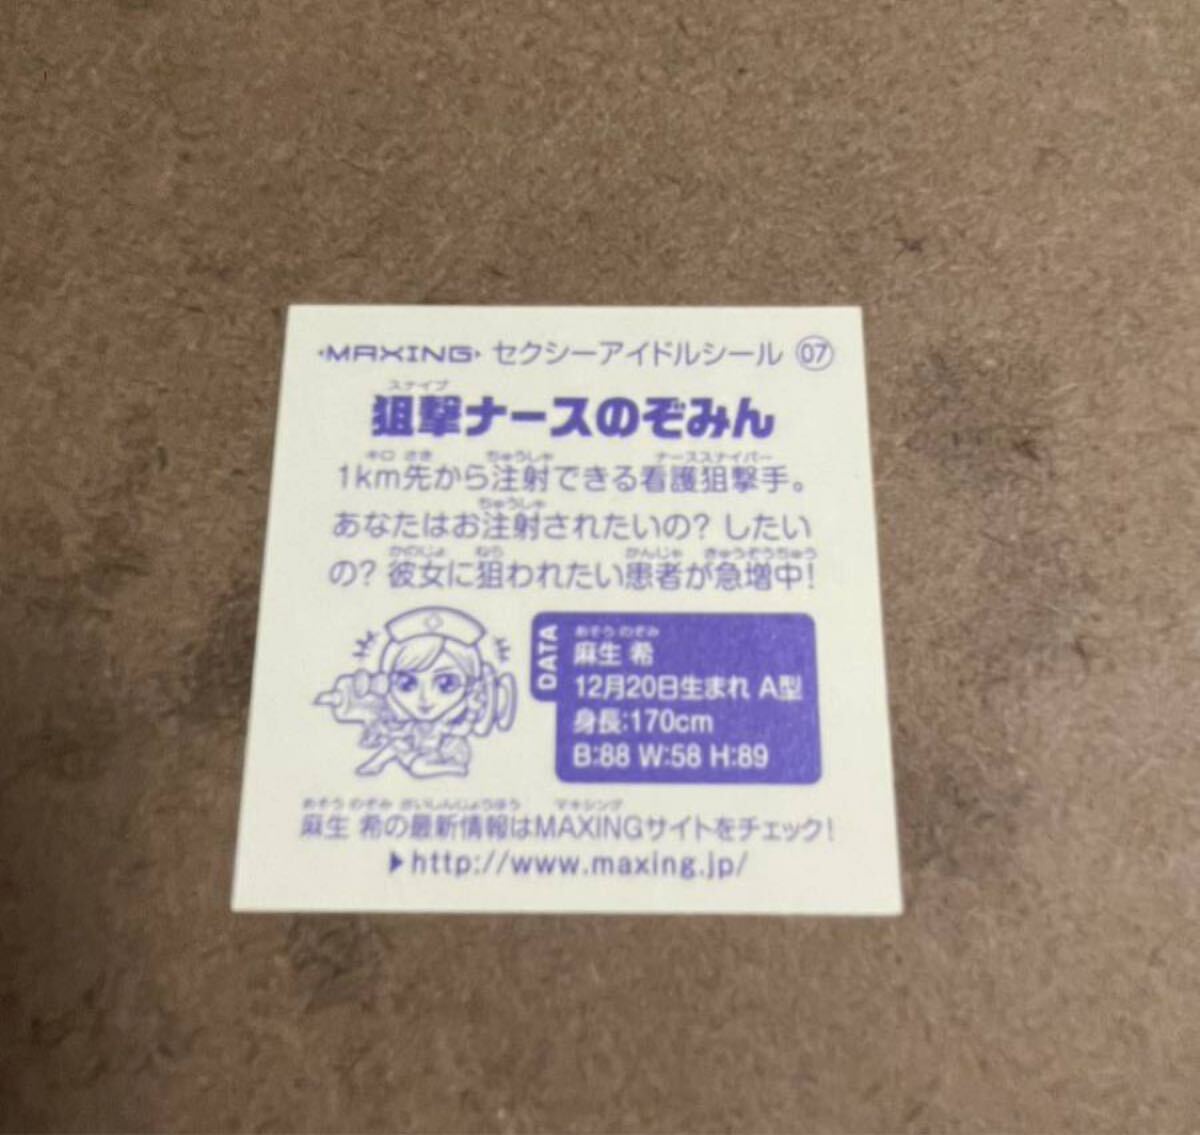 MAXING セクシーアイドルシール 07
スナイプ
狙撃ナースのぞみん
キロ さき ちゅうしゃ ナーススナイパー
1km先から注射できる看護狙撃手。
ちゅうしゃ
あなたはお注射されたいの? したい
かのじょ ねら かんじゃ きゅうぞうちゅう
の? 彼女に狙われたい患者が急増中!
DATA
あそう のぞみ
麻生 希
12月20日生まれ A型
身長:170cm
B:88 W:58 H:89
あそう のぞみ さいしんじょうほう マキシング
麻生 希の最新情報はMAXINGサイトをチェック!
▶http://www.maxing.jp/